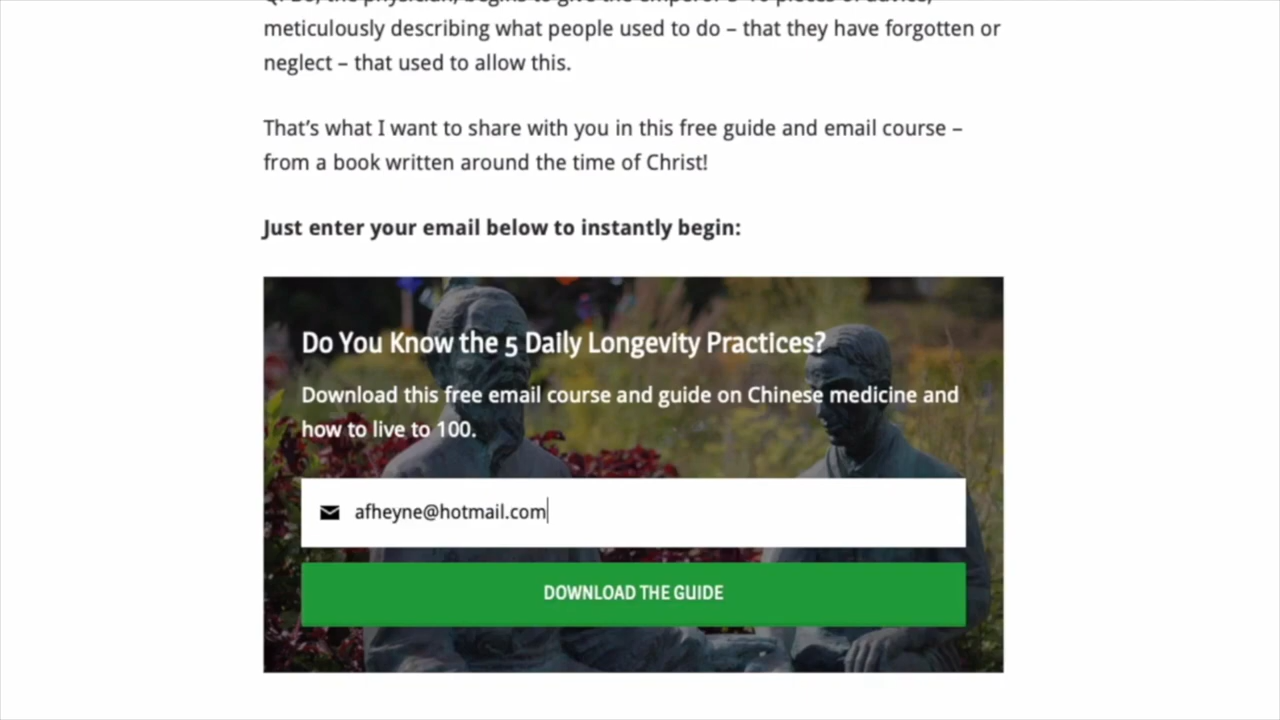 meticulously describing what people used to do – that they have forgotten or
neglect – that used to allow this.
That’s what I want to share with you in this free guide and email course –
from a book written around the time of Christ!
Just enter your email below to instantly begin:
Do You Know the 5 Daily Longevity Practices?
Download this free email course and guide on Chinese medicine and
how to live to 100.
afheyne@hotmail.com
DOWNLOAD THE GUIDE